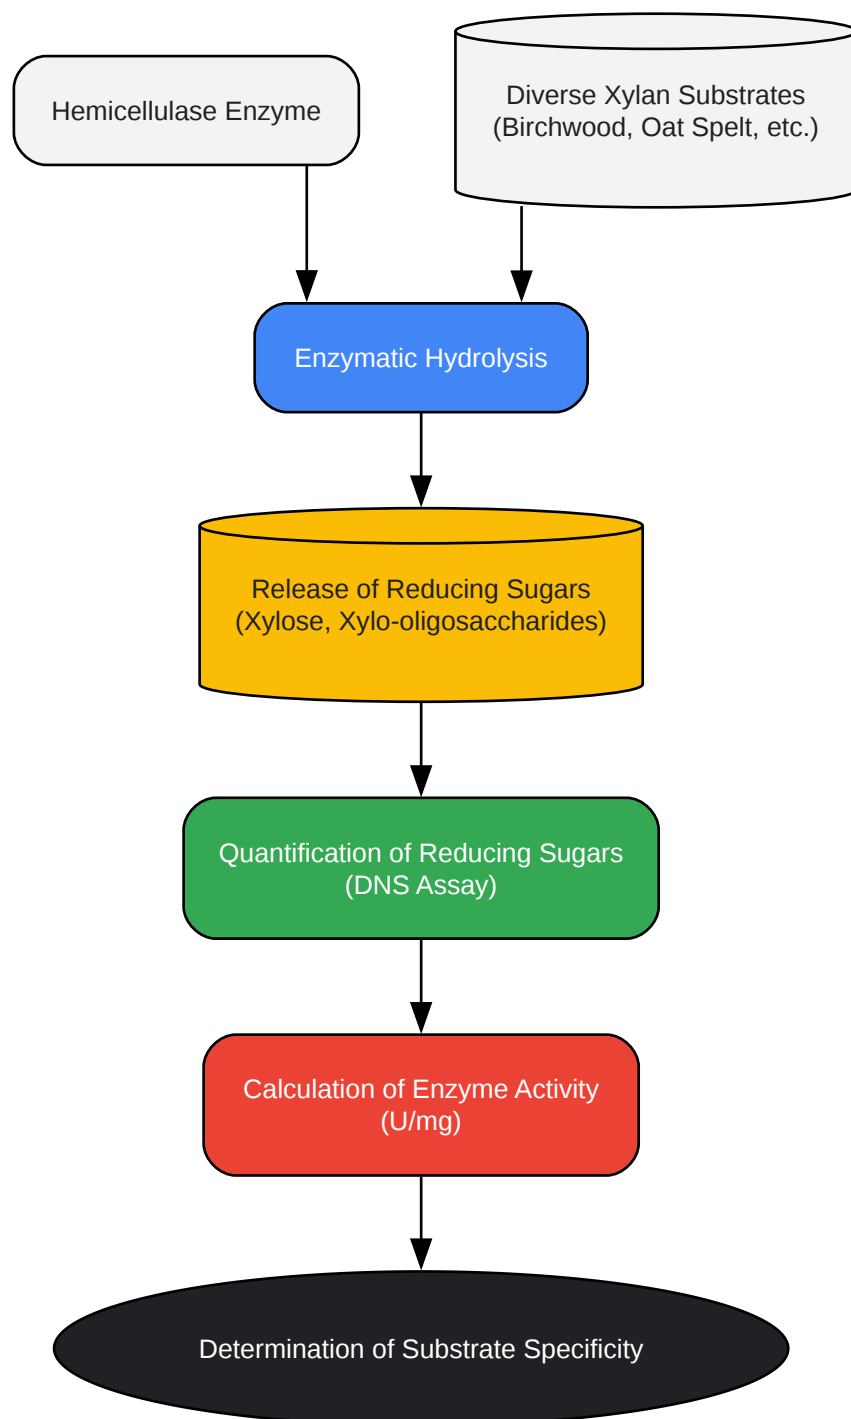 Hemicellulase Enzyme
Diverse Xylan Substrates
(Birchwood, Oat Spelt, etc.)
Enzymatic Hydrolysis
Release of Reducing Sugars
(Xylose, Xylo-oligosaccharides)
Quantification of Reducing Sugars
(DNS Assay)
Calculation of Enzyme Activity
(U/mg)
Determination of Substrate Specificity